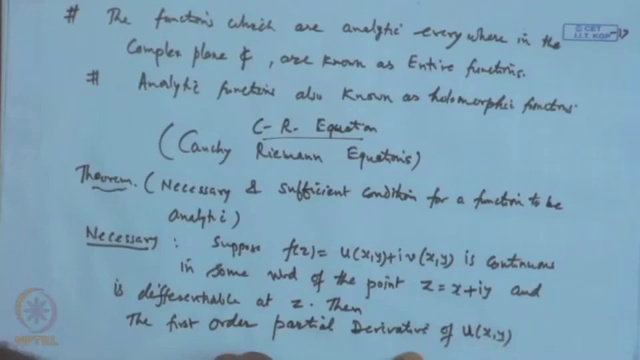 # The functions which are analytic everywhere in the
Complex plane ₵, are known as Entire functions.
# Analytic functions also known as holomorphic functions.
C-R. Equation
(Cauchy Riemann Equations)
Theorem. (Necessary & sufficient condition for a function to be
analytic)
Necessary : Suppose f(z) = u(x,y)+iv(x,y) is continuous
in some nbd of the point z = x+iy and
is differentiable at z. Then
The first order partial Derivative of u(x,y)
© CET
I.I.T. KGP
NPTEL